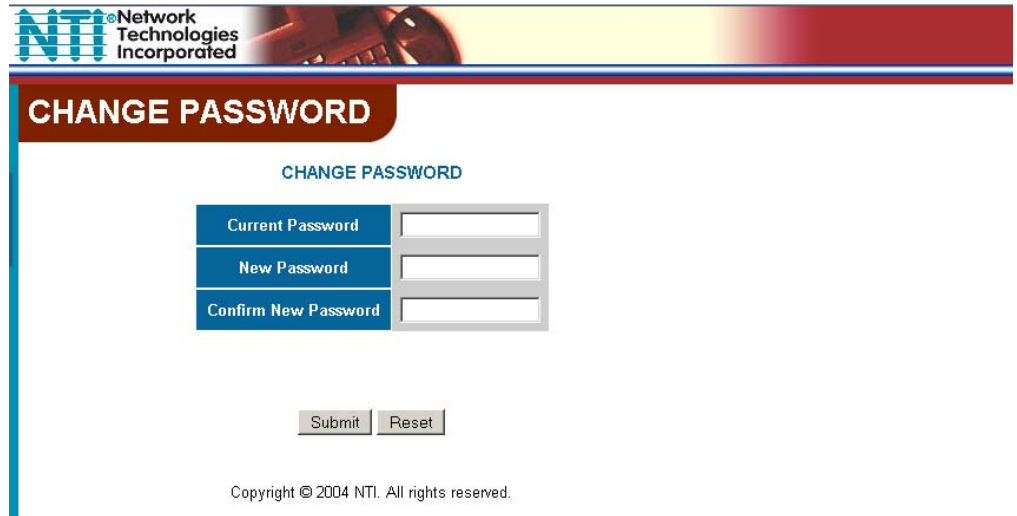 NTI® Network
Technologies
Incorporated
CHANGE PASSWORD
CHANGE PASSWORD
Current Password
New Password
Confirm New Password
Submit Reset
Copyright © 2004 NTI. All rights reserved.